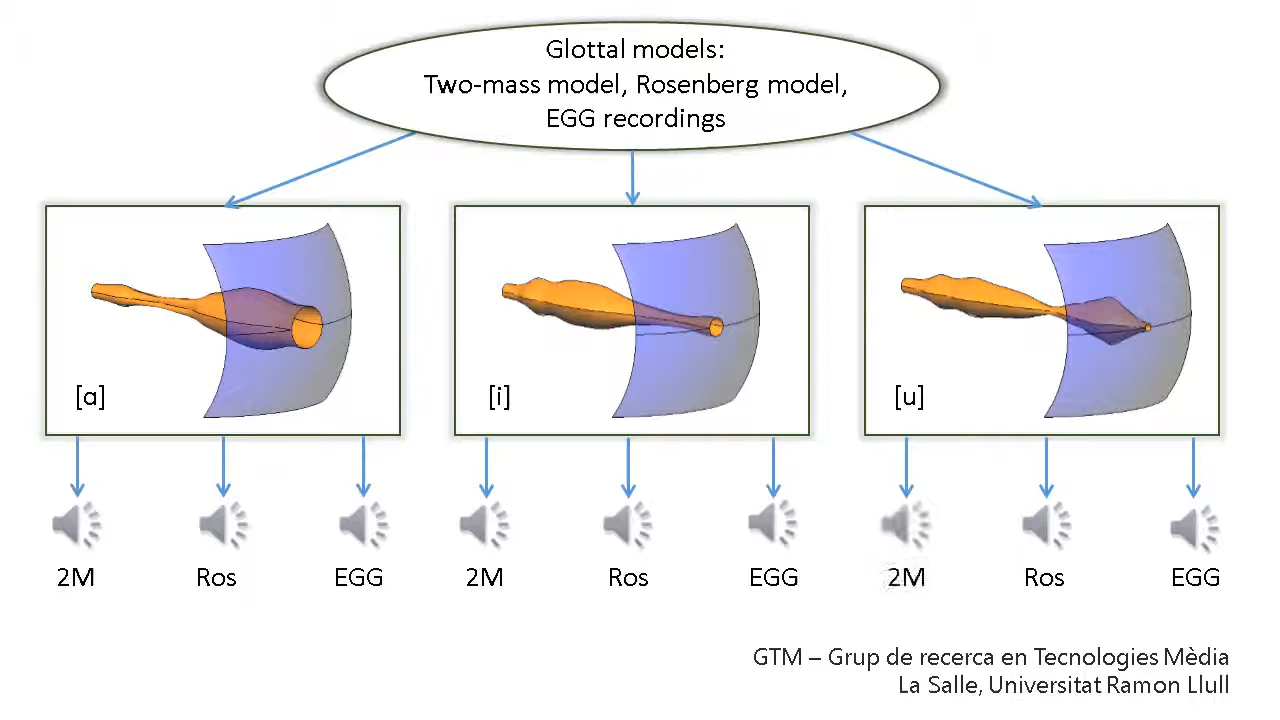 Glottal models:
Two-mass model, Rosenberg model,
EGG recordings
[a]
[i]
[u]
2M
Ros
EGG
2M
Ros
EGG
2M
Ros
EGG
GTM – Grup de recerca en Tecnologies Mèdia
La Salle, Universitat Ramon Llull